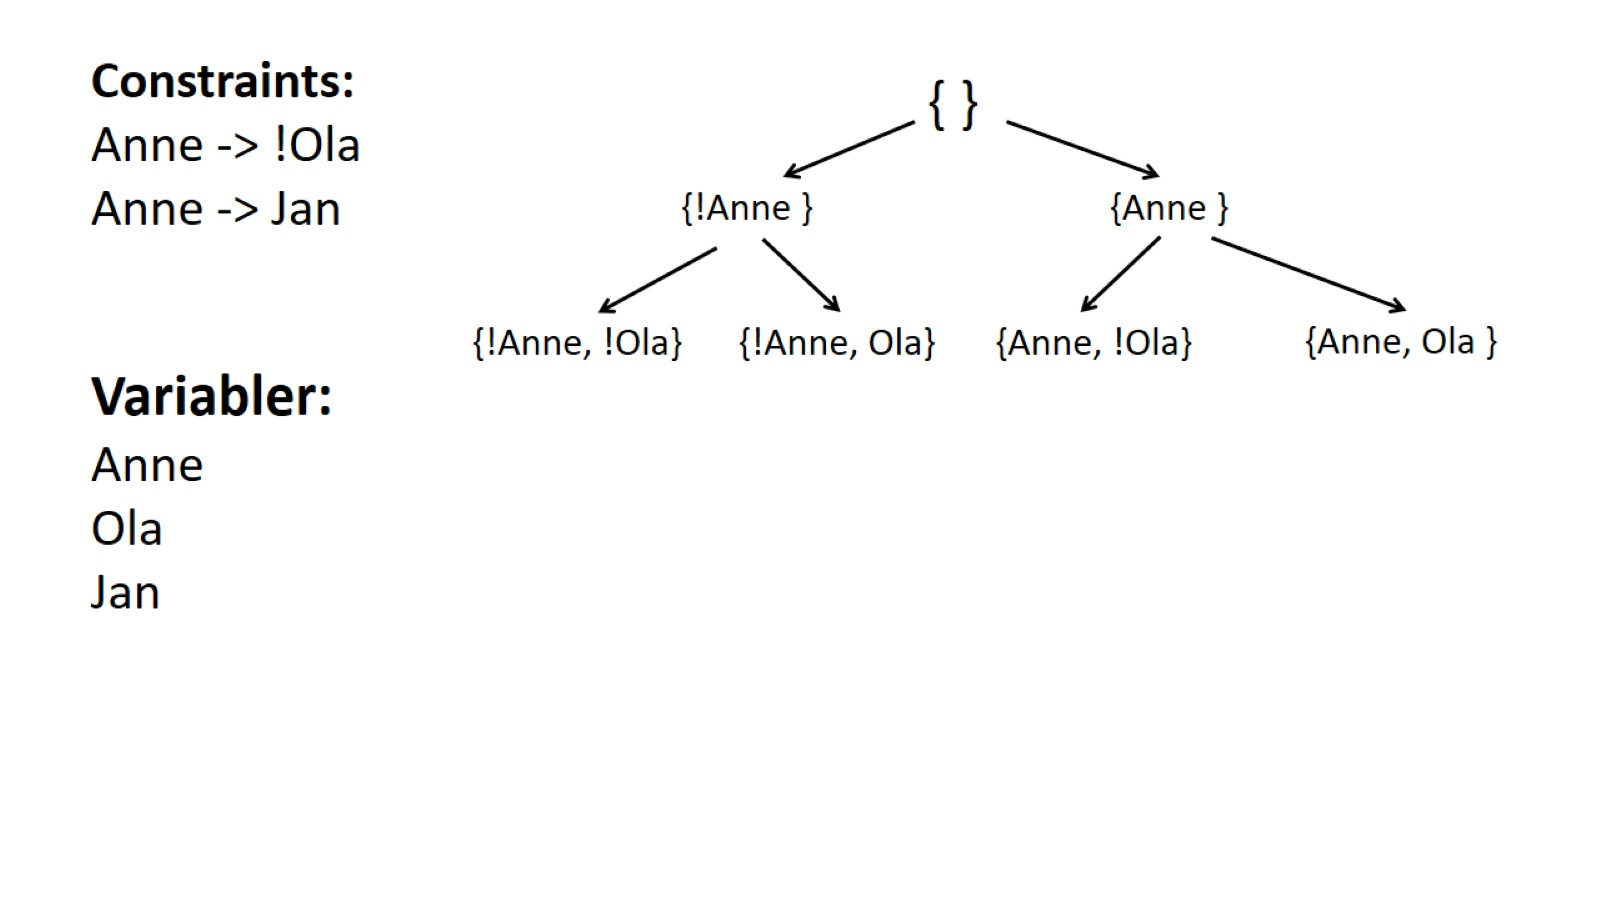 Constraints:
Anne -> !Ola
Anne -> Jan
Variabler:
Anne
Ola
Jan
{ }
{!Anne }
{Anne }
{!Anne, !Ola}
{!Anne, Ola}
{Anne, !Ola}
{Anne, Ola }